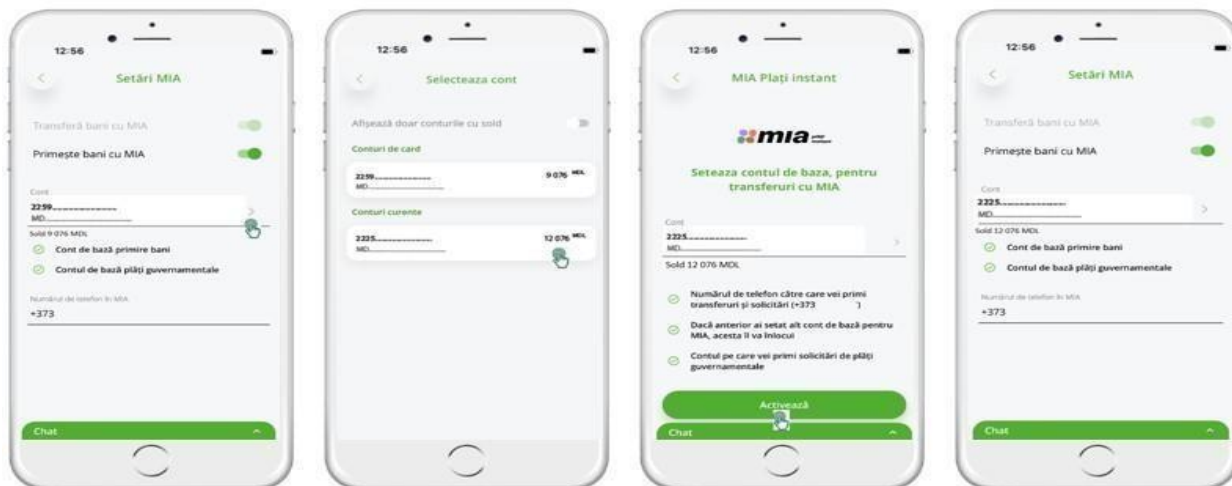 12:56
Setări MIA
Transferă bani cu MIA
Primește bani cu MIA
Cont
2259
MD
Sold 9 076 MDL
Cont de bază primire bani
Contul de bază plăți guvernamentale
Numărul de telefon în MIA
+373
Chat
12:56
Selecteaza cont
Afișează doar conturile cu sold
Conturi de card
2259 9 076 MDL
MD
Conturi curente
2225 12 076 MDL
MD
12:56
MIA Plați instant
mia plăți instant
Seteaza contul de baza, pentru
transferuri cu MIA
Cont
2225
MD
Sold 12 076 MDL
Numărul de telefon către care vei primi
transferuri și solicitări (+373 )
Dacă anterior ai setat alt cont de bază pentru
MIA, acesta îl va înlocui
Contul pe care vei primi solicitări de plăți
guvernamentale
Activează
Chat
12:56
Setări MIA
Transferă bani cu MIA
Primește bani cu MIA
Cont
2225
MD
Sold 12 076 MDL
Cont de bază primire bani
Contul de bază plăți guvernamentale
Numărul de telefon în MIA
+373
Chat